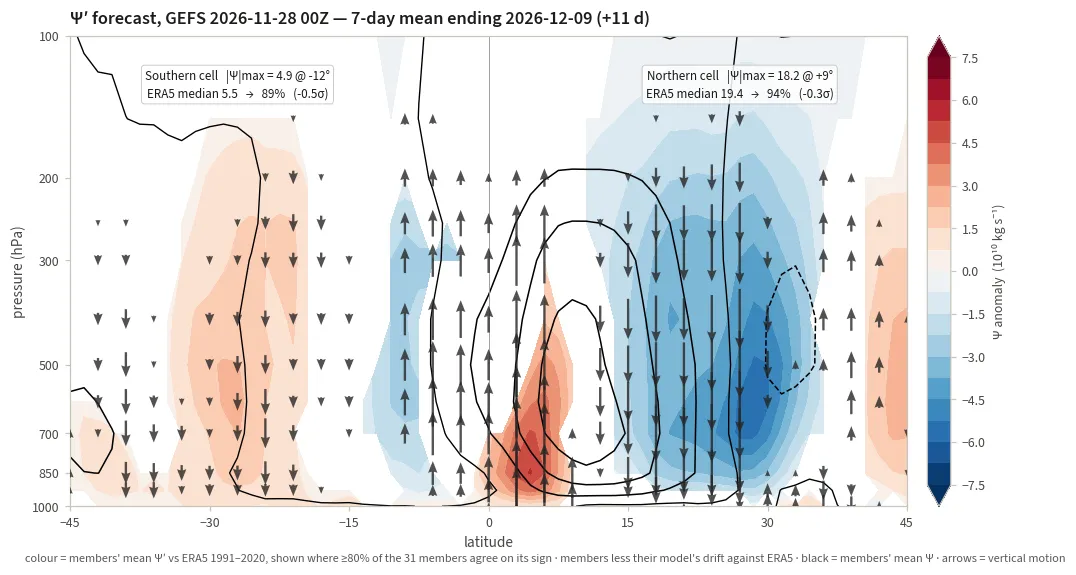 Ψ′ forecast, GEFS 2026-11-28 00Z — 7-day mean ending 2026-12-09 (+11 d)
Southern cell |Ψ|max = 4.9 @ -12°
ERA5 median 5.5 → 89% (-0.5σ)
Northern cell |Ψ|max = 18.2 @ +9°
ERA5 median 19.4 → 94% (-0.3σ)
pressure (hPa)
100
200
300
400
500
700
850
1000
−45
−30
−15
0
15
30
45
latitude
7.5
6.0
4.5
3.0
1.5
0.0
−1.5
−3.0
−4.5
−6.0
−7.5
Ψ anomaly (10¹⁰ kg s⁻¹)
colour = members' mean Ψ′ vs ERA5 1991–2020, shown where ≥80% of the 31 members agree on its sign · members less their model's drift against ERA5 · black = members' mean Ψ · arrows = vertical motion